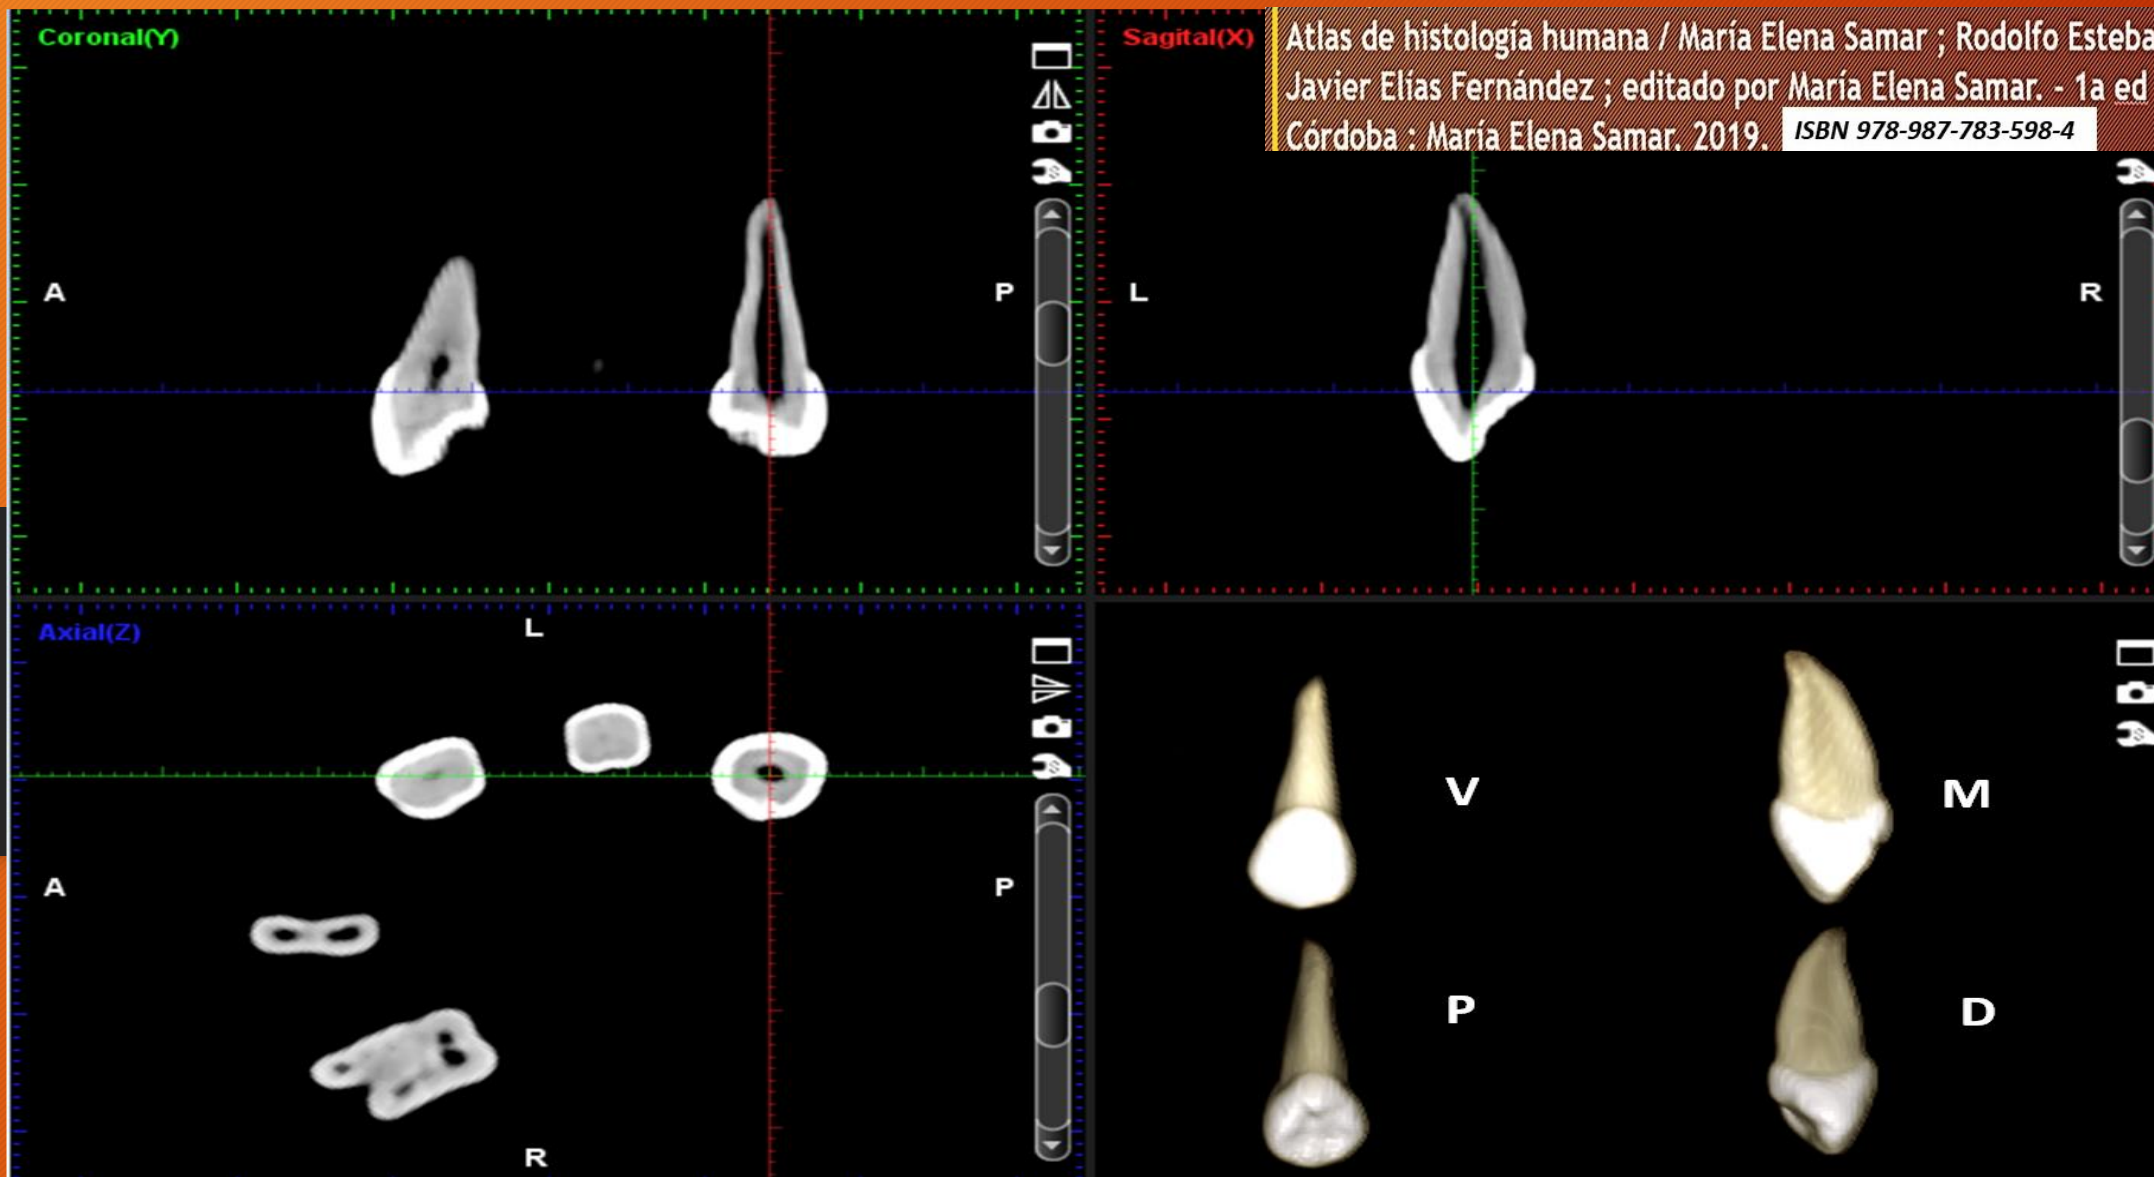 Coronal(Y)
A
P
Sagital(X)
Atlas de histología humana / María Elena Samar ; Rodolfo Esteba
Javier Elías Fernández ; editado por María Elena Samar. - 1a ed
Córdoba : María Elena Samar, 2019.
ISBN 978-987-783-598-4
L
R
Axial(Z)
L
A
P
R
V
M
P
D